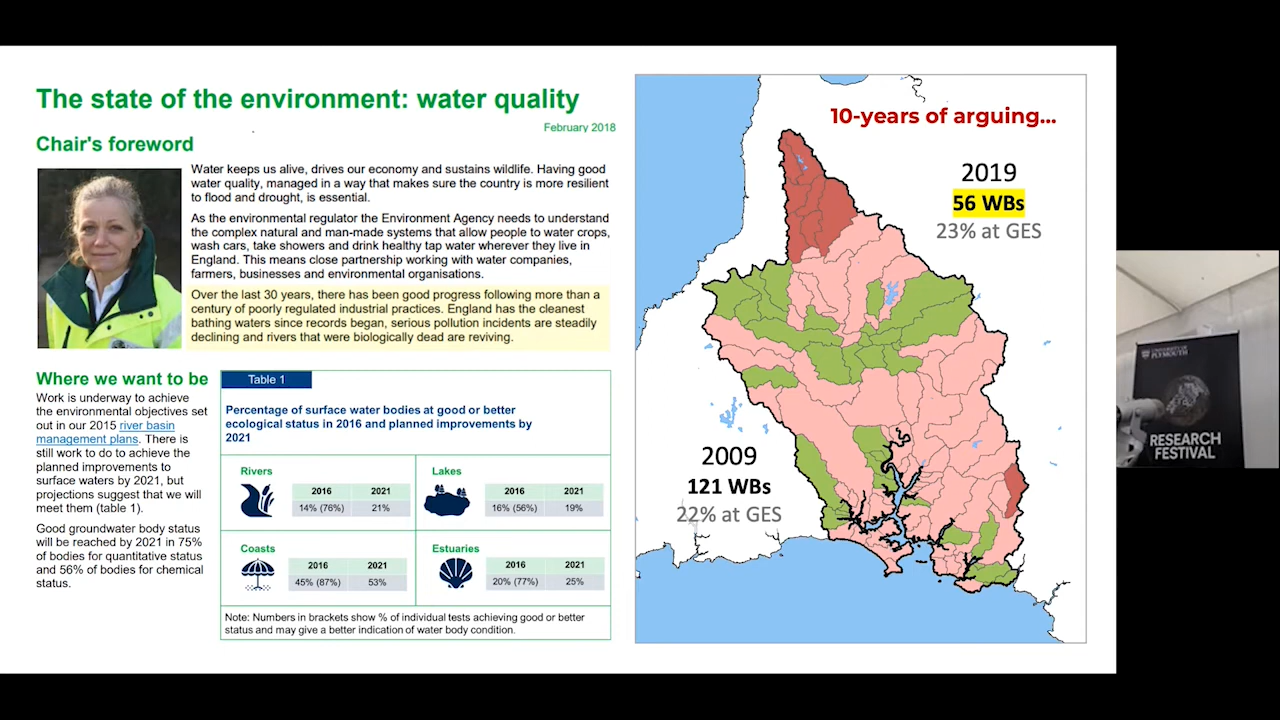 The state of the environment: water quality
February 2018
Chair's foreword
Water keeps us alive, drives our economy and sustains wildlife. Having good
water quality, managed in a way that makes sure the country is more resilient
to flood and drought, is essential.
As the environmental regulator the Environment Agency needs to understand
the complex natural and man-made systems that allow people to water crops,
wash cars, take showers and drink healthy tap water wherever they live in
England. This means close partnership working with water companies,
farmers, businesses and environmental organisations.
Over the last 30 years, there has been good progress following more than a
century of poorly regulated industrial practices. England has the cleanest
bathing waters since records began, serious pollution incidents are steadily
declining and rivers that were biologically dead are reviving.
Where we want to be
Work is underway to achieve
the environmental objectives set
out in our 2015 river basin
management plans. There is
still work to do to achieve the
planned improvements to
surface waters by 2021, but
projections suggest that we will
meet them (table 1).
Good groundwater body status
will be reached by 2021 in 75%
of bodies for quantitative status
and 56% of bodies for chemical
status.
Table 1
Percentage of surface water bodies at good or better
ecological status in 2016 and planned improvements by
2021
Rivers
2016 2021
14% (76%) 21%
Lakes
2016 2021
16% (56%) 19%
Coasts
2016 2021
45% (87%) 53%
Estuaries
2016 2021
20% (77%) 25%
Note: Numbers in brackets show % of individual tests achieving good or better
status and may give a better indication of water body condition.
10-years of arguing...
2019
56 WBs
23% at GES
2009
121 WBs
22% at GES
UNIVERSITY OF
PLYMOUTH
RESEARCH
FESTIVAL